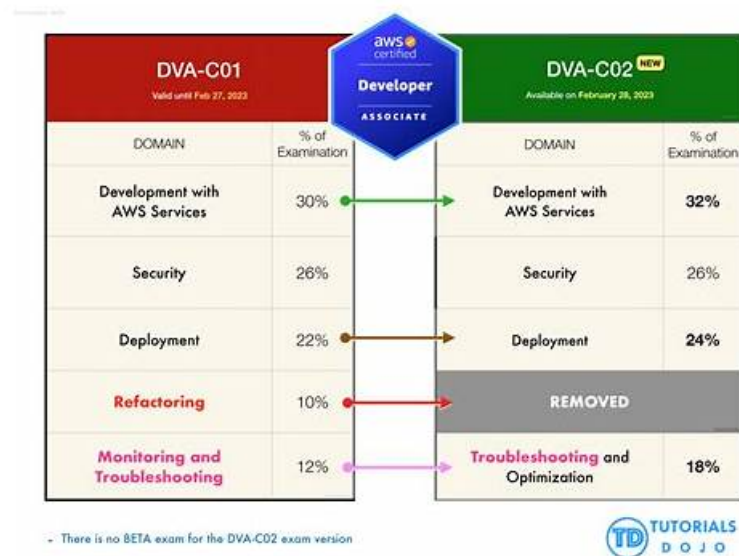 DVA-C01
Valid until Feb 27, 2023
aws
certified
Developer
ASSOCIATE
DVA-C02 NEW
Available on February 28, 2023
DOMAIN
% of
Examination
DOMAIN
% of
Examination
Development with
AWS Services
30%
Development with
AWS Services
32%
Security
26%
Security
26%
Deployment
22%
Deployment
24%
Refactoring
10%
REMOVED
Monitoring and
Troubleshooting
12%
Troubleshooting and
Optimization
18%
- There is no BETA exam for the DVA-C02 exam version
TD TUTORIALS
DOJO